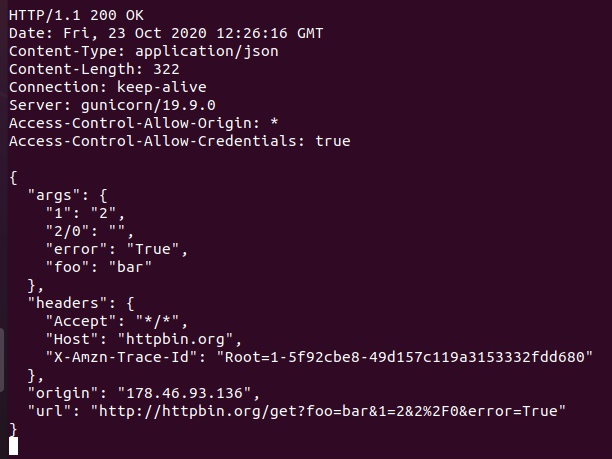 HTTP/1.1 200 OK
Date: Fri, 23 Oct 2020 12:26:16 GMT
Content-Type: application/json
Content-Length: 322
Connection: keep-alive
Server: gunicorn/19.9.0
Access-Control-Allow-Origin: *
Access-Control-Allow-Credentials: true

{
  "args": {
    "1": "2",
    "2/0": "",
    "error": "True",
    "foo": "bar"
  },
  "headers": {
    "Accept": "*/*",
    "Host": "httpbin.org",
    "X-Amzn-Trace-Id": "Root=1-5f92cbe8-49d157c119a3153332fdd680"
  },
  "origin": "178.46.93.136",
  "url": "http://httpbin.org/get?foo=bar&1=2&2%2F0&error=True"
}